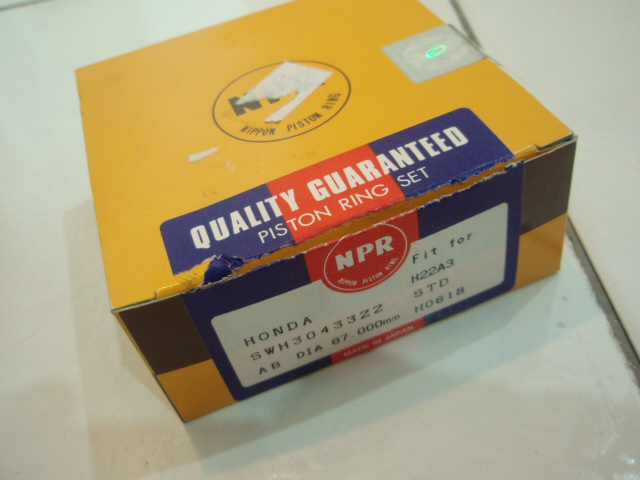 NIPPON PISTON RING
QUALITY GUARANTEED
PISTON RING SET
NPR
NIPPON PISTON RING
HONDA
SWH30433ZZ
AB DIA 87.000mm
Fit for
H22A3
STD
H0618
MADE IN JAPAN